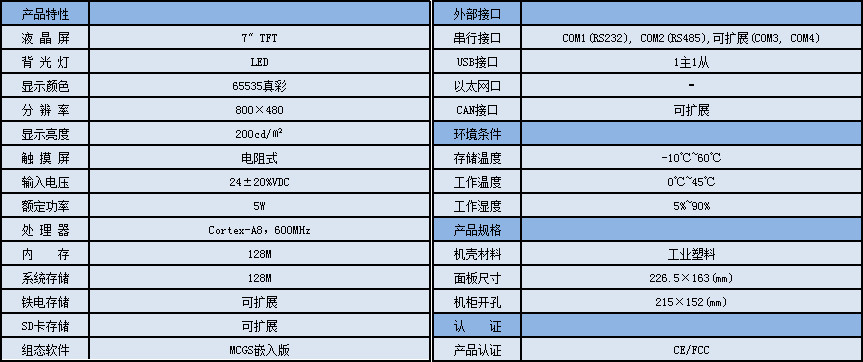 产品特性
液 晶 屏 7" TFT
背 光 灯 LED
显示颜色 65535真彩
分 辨 率 800×480
显示亮度 200cd/㎡
触 摸 屏 电阻式
输入电压 24±20%VDC
额定功率 5W
处 理 器 Cortex-A8，600MHz
内 存 128M
系统存储 128M
铁电存储 可扩展
SD卡存储 可扩展
组态软件 MCGS嵌入版
外部接口
串行接口 COM1(RS232), COM2(RS485),可扩展(COM3, COM4)
USB接口 1主1从
以太网口 -
CAN接口 可扩展
环境条件
存储温度 -10℃~60℃
工作温度 0℃~45℃
工作湿度 5%~90%
产品规格
机壳材料 工业塑料
面板尺寸 226.5×163(mm)
机柜开孔 215×152(mm)
认 证
产品认证 CE/FCC